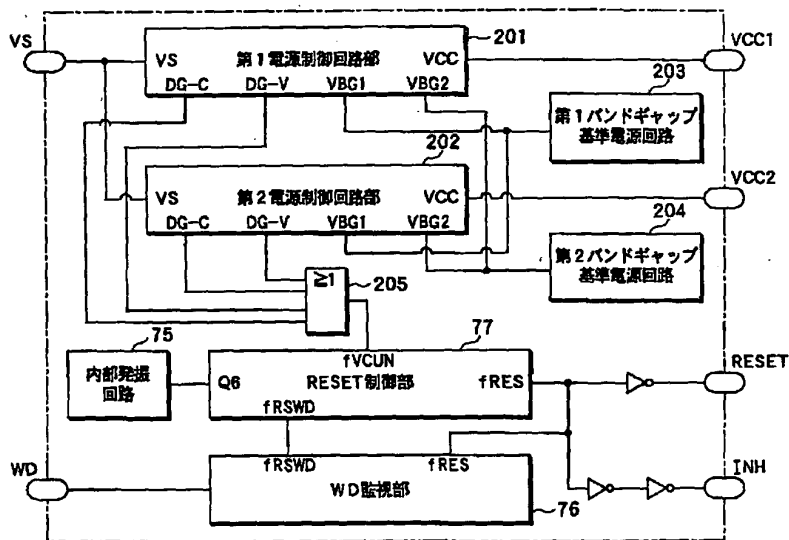 201
VS
第1電源制御回路部
VCC
VCC1
VS
DG-C DG-V VBG1 VBG2
203
第1バンドギャップ
基準電源回路
202
VCC2
第2電源制御回路部
VCC
VS
DG-C DG-V VBG1 VBG2
204
第2バンドギャップ
基準電源回路
≧1
205
75
77
内部発振
回路
fVCUN
Q6
RESET制御部
fRES
RESET
fRSWD
WD
fRSWD
fRES
INH
WD監視部
76